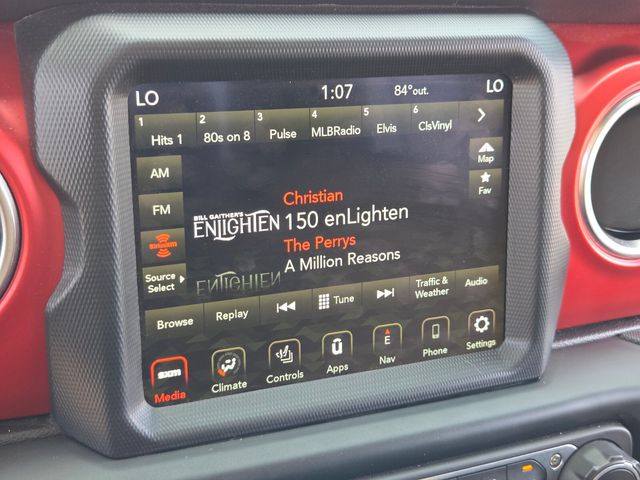 LO 1:07 84°out. LO
1 Hits 1 2 80s on 8 3 Pulse 4 MLBRadio 5 Elvis 6 ClsVinyl
AM
Map
FM
Fav
SiriusXM
Source
Select
BILL GAITHER'S
ENLIGHTEN
Christian
150 enLighten
The Perrys
A Million Reasons
ENLIGHTEN
Browse Replay Tune Traffic & Weather Audio
sxm E
Media Climate Controls Apps Nav Phone Settings